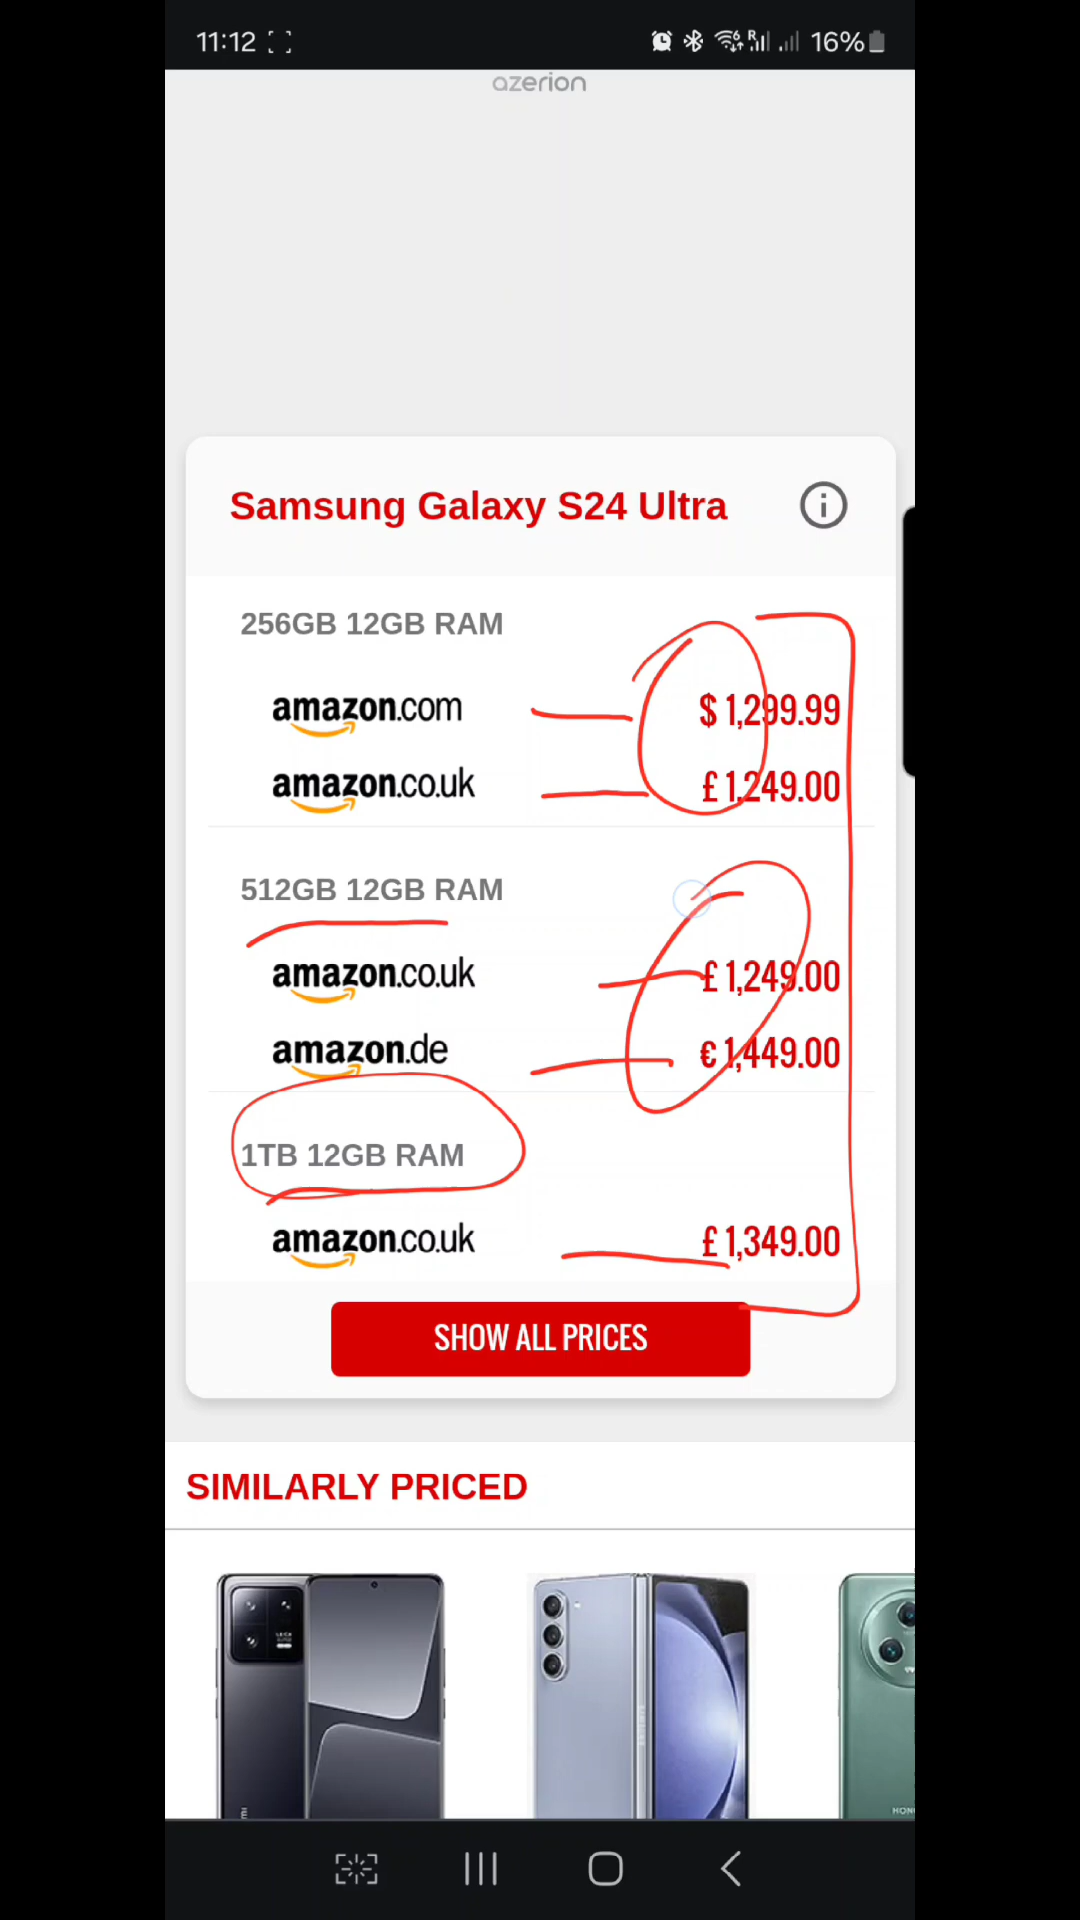 11:12 16%
azerion
Samsung Galaxy S24 Ultra
256GB 12GB RAM
amazon.com $ 1,299.99
amazon.co.uk £ 1,249.00
512GB 12GB RAM
amazon.co.uk £ 1,249.00
amazon.de € 1,449.00
1TB 12GB RAM
amazon.co.uk £ 1,349.00
SHOW ALL PRICES
SIMILARLY PRICED